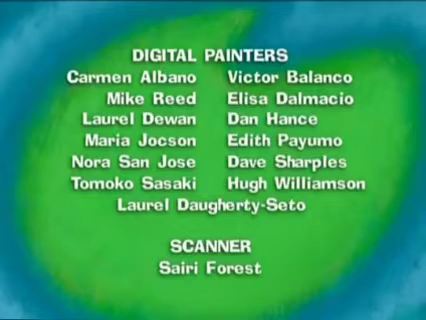 DIGITAL PAINTERS
Carmen Albano Victor Balanco
Mike Reed Elisa Dalmacio
Laurel Dewan Dan Hance
Maria Jocson Edith Payumo
Nora San Jose Dave Sharples
Tomoko Sasaki Hugh Williamson
Laurel Daugherty-Seto
SCANNER
Sairi Forest